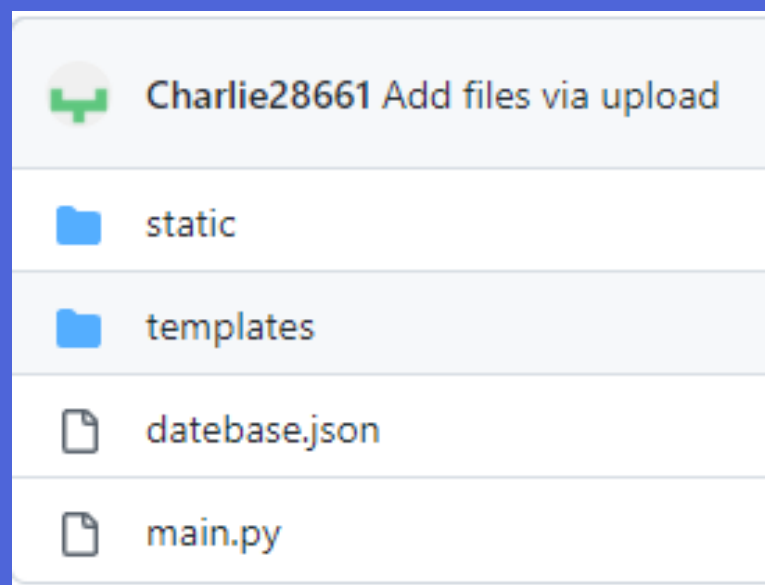 Charlie28661 Add files via upload
static
templates
datebase.json
main.py